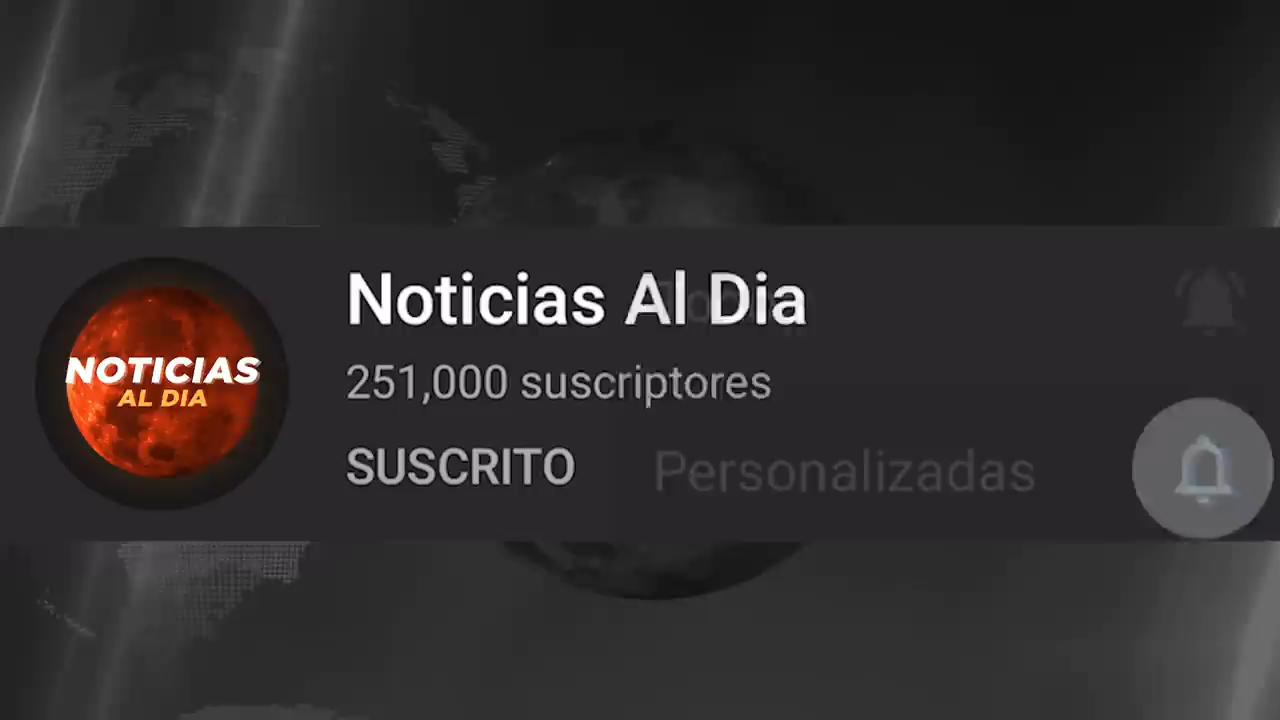 Noticias Al Dia
251,000 suscriptores
SUSCRITO
Personalizadas
NOTICIAS
AL DIA